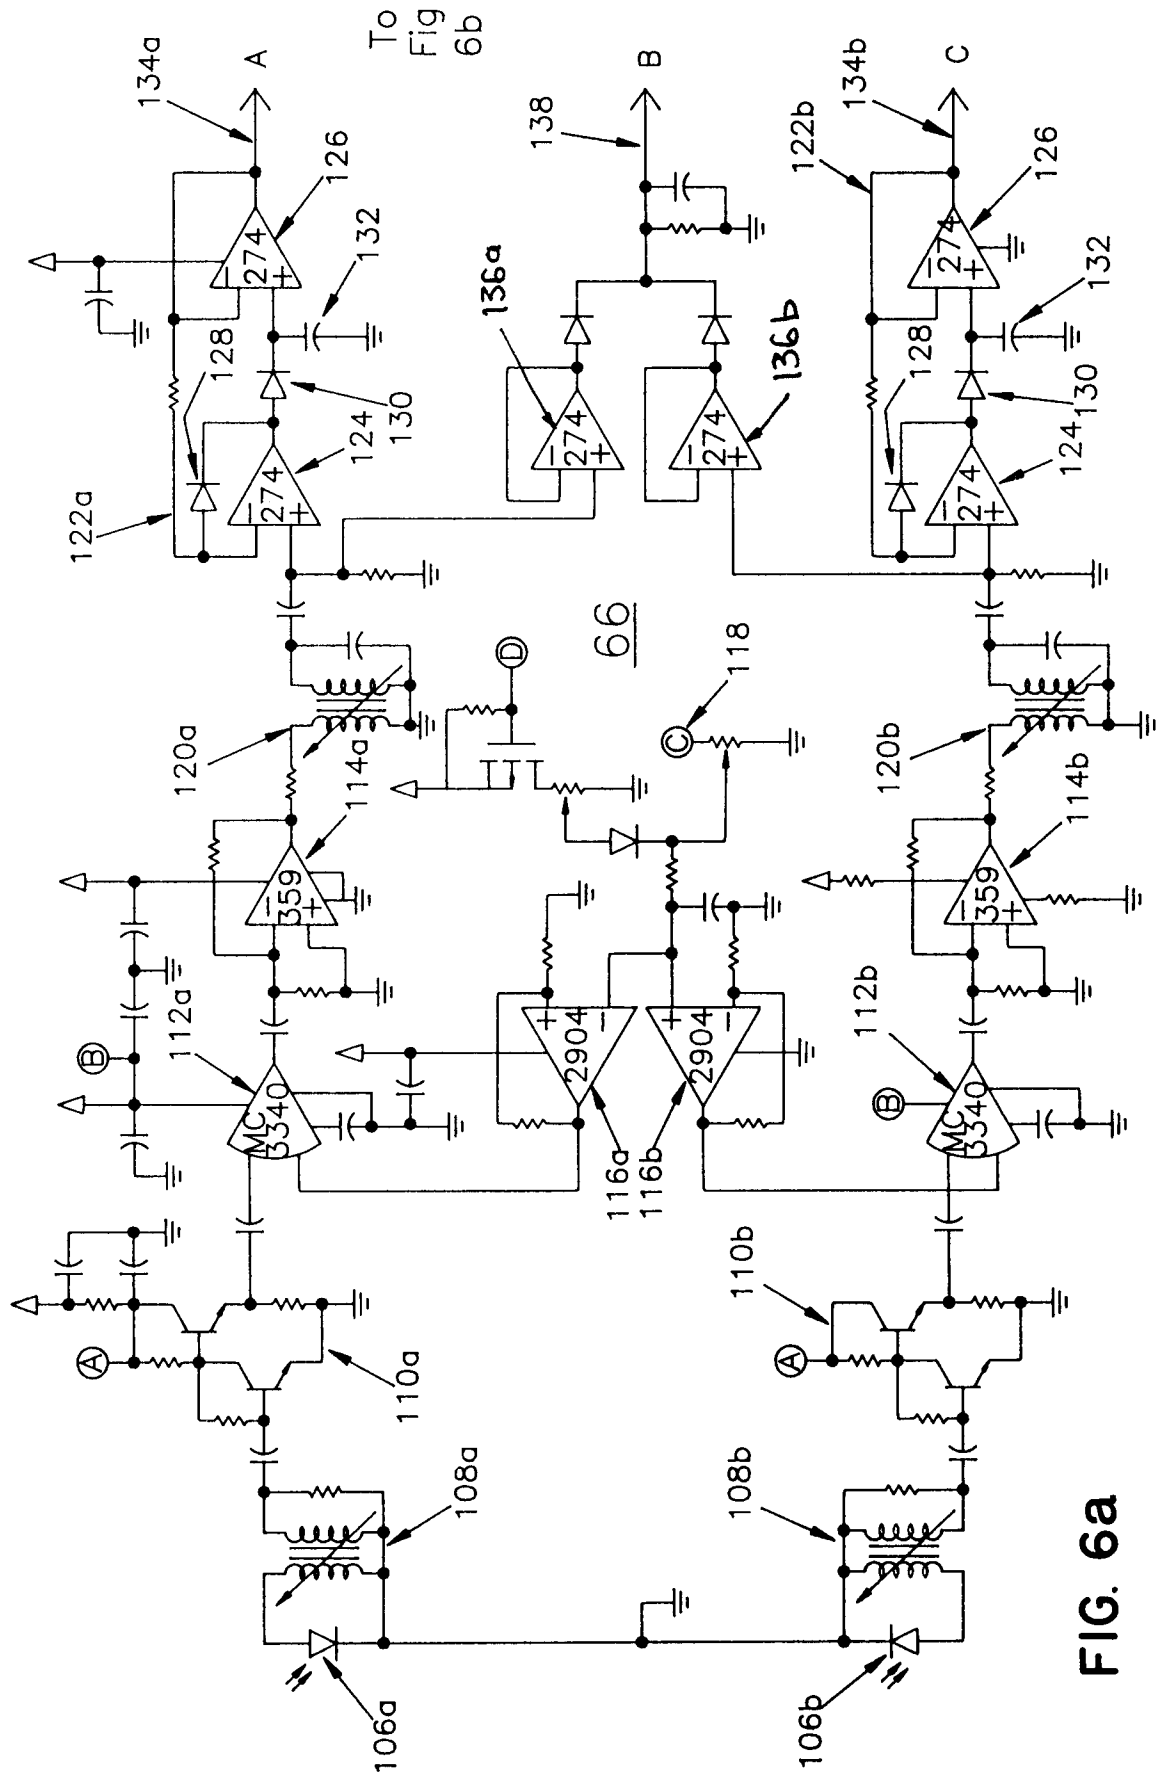 134a
A
To
Fig
6b
126
132
128
122a
274
−
+
274
−
+
124
130
136a
138
B
274
−
+
274
−
+
136b
122b
134b
C
126
132
128
274
−
+
274
−
+
124
130
66
D
118
C
120a
114a
359
−
+
120b
114b
359
−
+
B
112a
MC
3340
2904
+
−
2904
+
−
116a
116b
112b
B
MC
3340
A
110a
110b
A
108a
108b
106a
106b
FIG. 6a